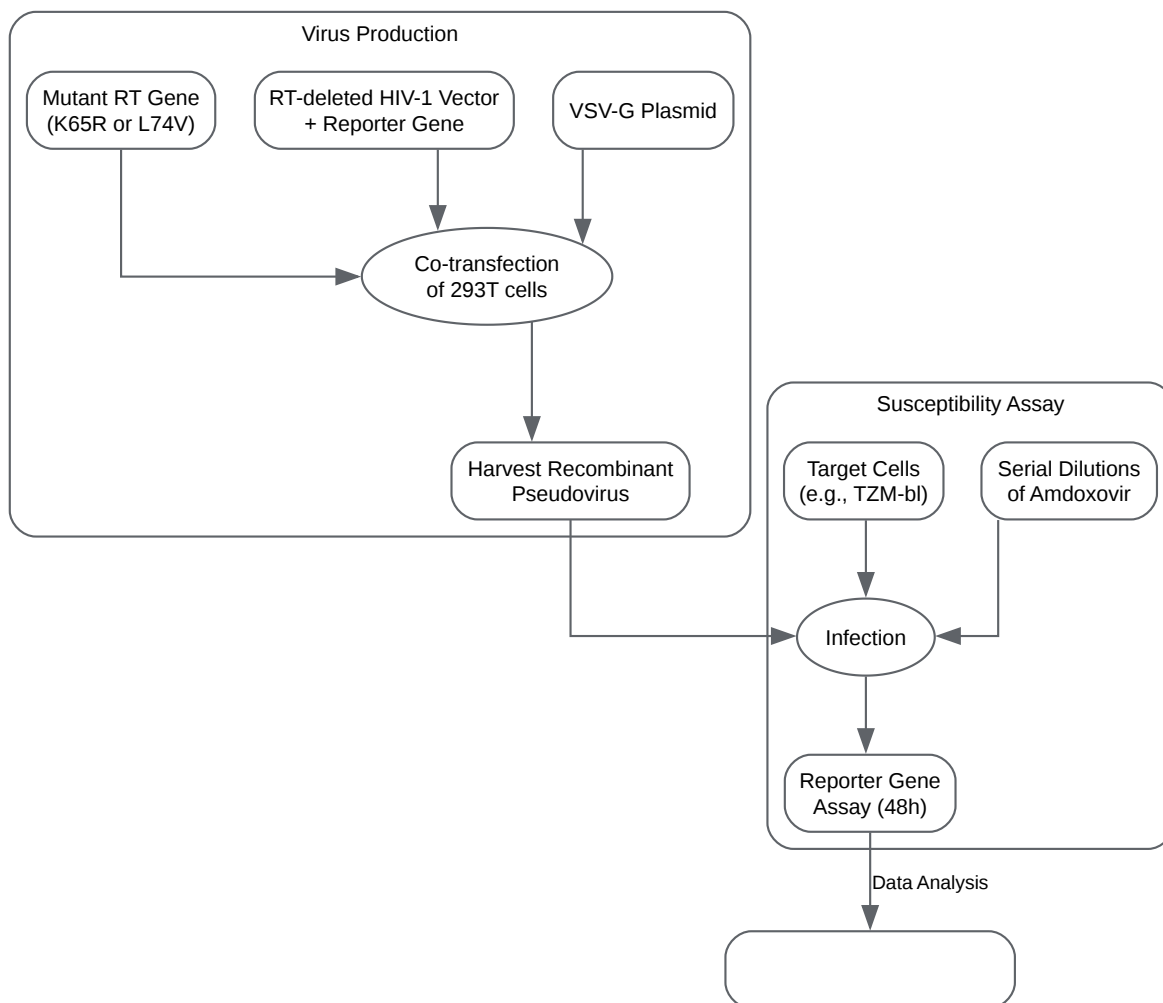 Virus Production
Mutant RT Gene
(K65R or L74V)
RT-deleted HIV-1 Vector
+ Reporter Gene
VSV-G Plasmid
Co-transfection
of 293T cells
Harvest Recombinant
Pseudovirus
Susceptibility Assay
Target Cells
(e.g., TZM-bl)
Serial Dilutions
of Amdoxovir
Infection
Reporter Gene
Assay (48h)
Data Analysis